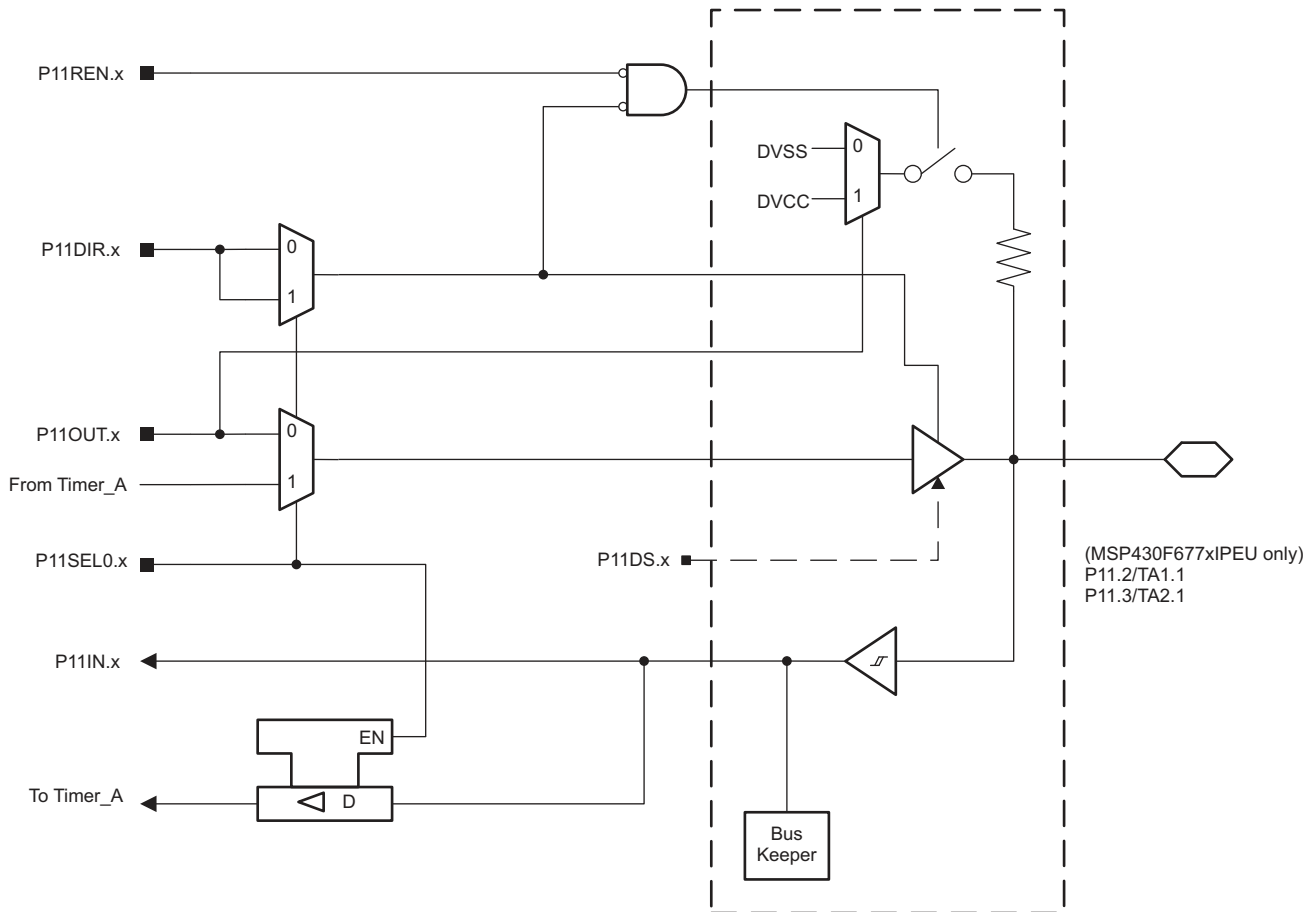 P11REN.x
DVSS
0
DVCC
1
P11DIR.x
0
1
P11OUT.x
0
From Timer_A
1
P11SEL0.x
P11DS.x
(MSP430F677xIPEU only)
P11.2/TA1.1
P11.3/TA2.1
P11IN.x
EN
To Timer_A
D
Bus
Keeper